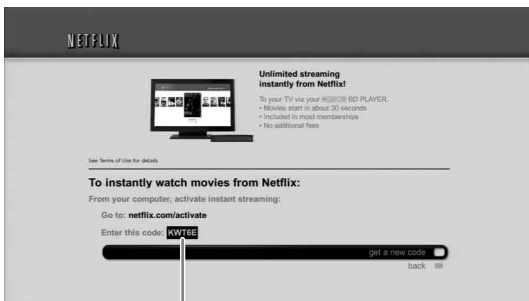 NETFLIX
Unlimited streaming
instantly from Netflix!
To your TV via your BD PLAYER.
• Movies start in about 30 seconds
• Included in most memberships
• No additional fees
See Terms of Use for details
To instantly watch movies from Netflix:
From your computer, activate instant streaming:
Go to: netflix.com/activate
Enter this code: KWT6E
get a new code
back